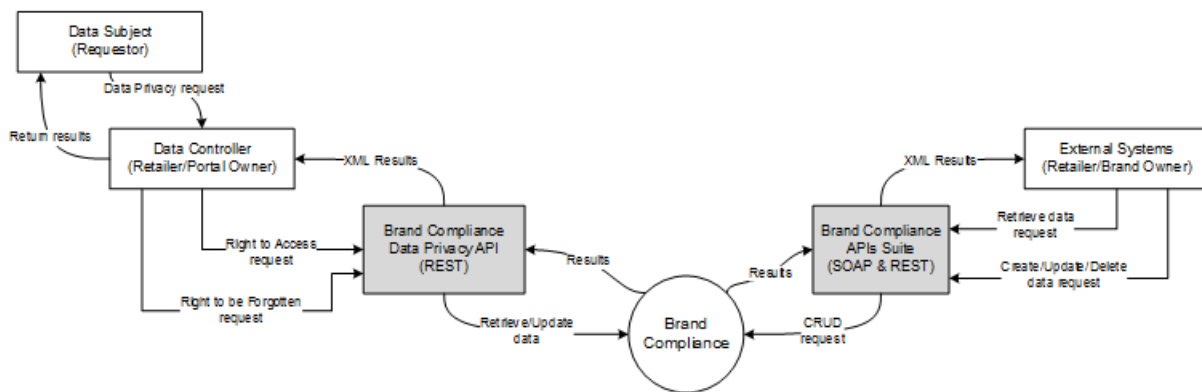 Data Subject
(Requestor)
Data Privacy request
Return results
Data Controller
(Retailer/Portal Owner)
XML Results
XML Results
External Systems
(Retailer/Brand Owner)
Brand Compliance
Data Privacy API
(REST)
Brand Compliance
APIs Suite
(SOAP & REST)
Retrieve data
request
Right to Access
request
Results
Results
Create/Update/Delete
data request
Right to be Forgotten
request
Retrieve/Update
data
Brand
Compliance
CRUD
request